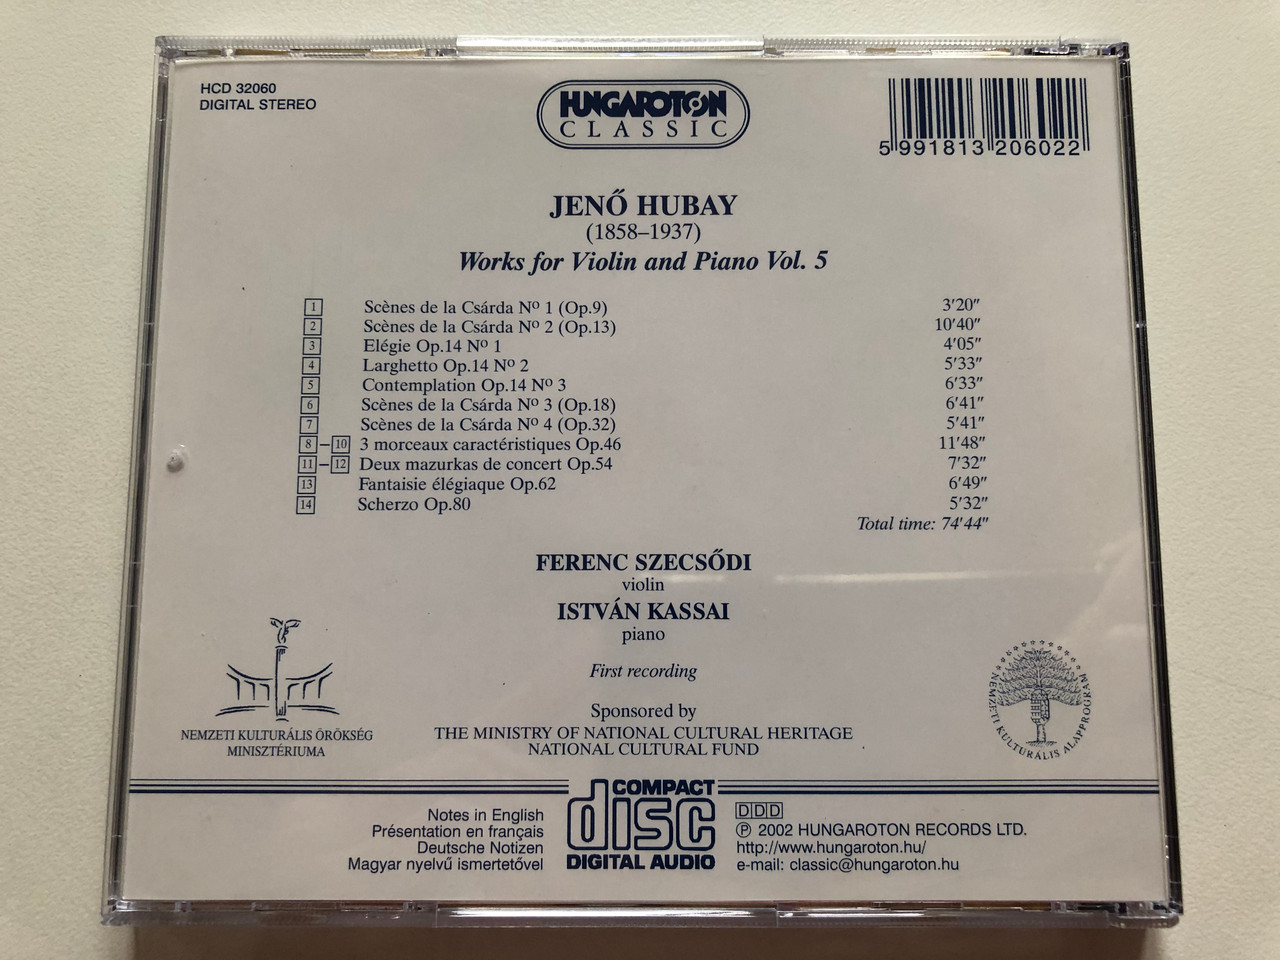 HCD 32060
DIGITAL STEREO
HUNGAROTON
CLASSIC
5 991813 206022
JENŐ HUBAY
(1858–1937)
Works for Violin and Piano Vol. 5
1 Scènes de la Csárda Nº 1 (Op.9) 3'20"
2 Scènes de la Csárda Nº 2 (Op.13) 10'40"
3 Elégie Op.14 Nº 1 4'05"
4 Larghetto Op.14 Nº 2 5'33"
5 Contemplation Op.14 Nº 3 6'33"
6 Scènes de la Csárda Nº 3 (Op.18) 6'41"
7 Scènes de la Csárda Nº 4 (Op.32) 5'41"
8–10 3 morceaux caractéristiques Op.46 11'48"
11–12 Deux mazurkas de concert Op.54 7'32"
13 Fantaisie élégiaque Op.62 6'49"
14 Scherzo Op.80 5'32"
Total time: 74'44"
FERENC SZECSŐDI
violin
ISTVÁN KASSAI
piano
First recording
Sponsored by
THE MINISTRY OF NATIONAL CULTURAL HERITAGE
NATIONAL CULTURAL FUND
NEMZETI KULTURÁLIS ÖRÖKSÉG
MINISZTÉRIUMA
NEMZETI KULTURÁLIS ALAPPROGRAM
Notes in English
Présentation en français
Deutsche Notizen
Magyar nyelvű ismertetővel
COMPACT
disc
DIGITAL AUDIO
DDD
℗ 2002 HUNGAROTON RECORDS LTD.
http://www.hungaroton.hu/
e-mail: classic@hungaroton.hu